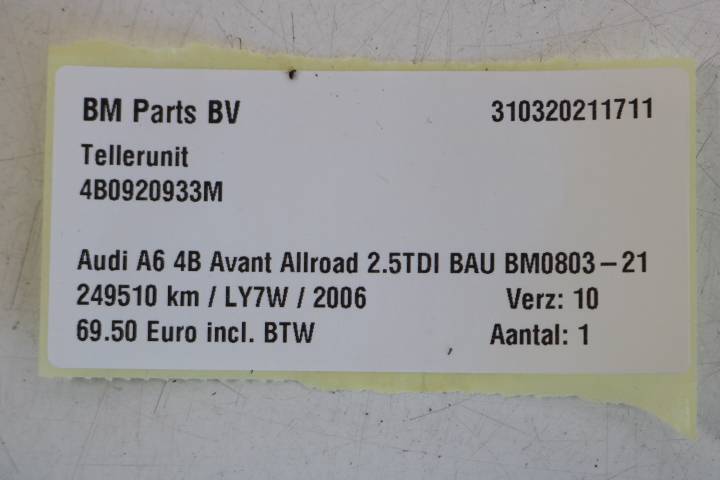 BM Parts BV 310320211711
Tellerunit
4B0920933M
Audi A6 4B Avant Allroad 2.5TDI BAU BM0803-21
249510 km / LY7W / 2006 Verz: 10
69.50 Euro incl. BTW Aantal: 1